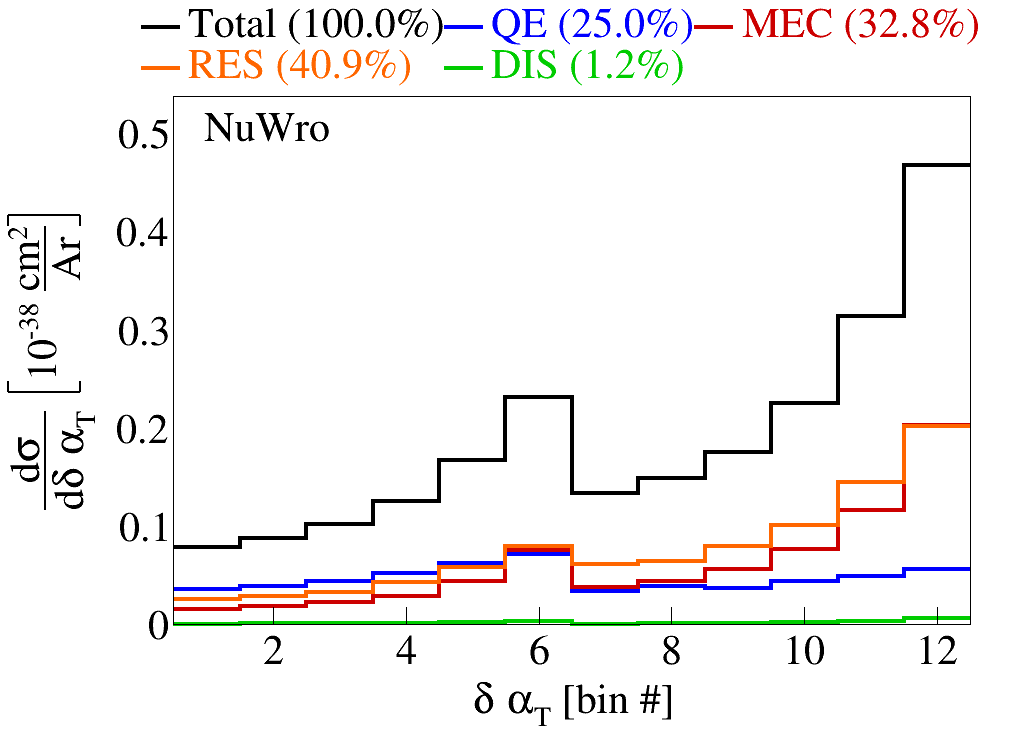 Total (100.0%) QE (25.0%) MEC (32.8%)
RES (40.9%) DIS (1.2%)
NuWro
0.5
0.4
0.3
0.2
0.1
0
2 4 6 8 10 12
δ α_T [bin #]
dσ/dδ α_T [10^-38 cm^2/Ar]